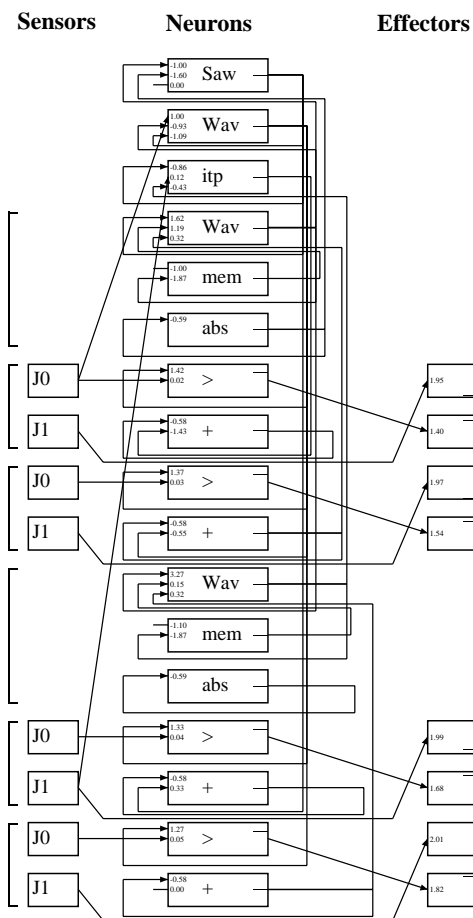 Sensors Neurons Effectors
-1.00
-1.60
0.00
Saw
1.00
-0.93
-1.09
Wav
-0.86
0.12
-0.43
itp
1.62
1.19
0.32
Wav
-1.00
-1.87
mem
-0.59
abs
J0
1.42
0.02
>
1.95
J1
-0.58
-1.43
+
1.40
J0
1.37
0.03
>
1.97
J1
-0.58
-0.55
+
1.54
3.27
0.15
0.32
Wav
-1.10
-1.87
mem
-0.59
abs
J0
1.33
0.04
>
1.99
J1
-0.58
0.33
+
1.68
J0
1.27
0.05
>
2.01
J1
-0.58
0.00
+
1.82